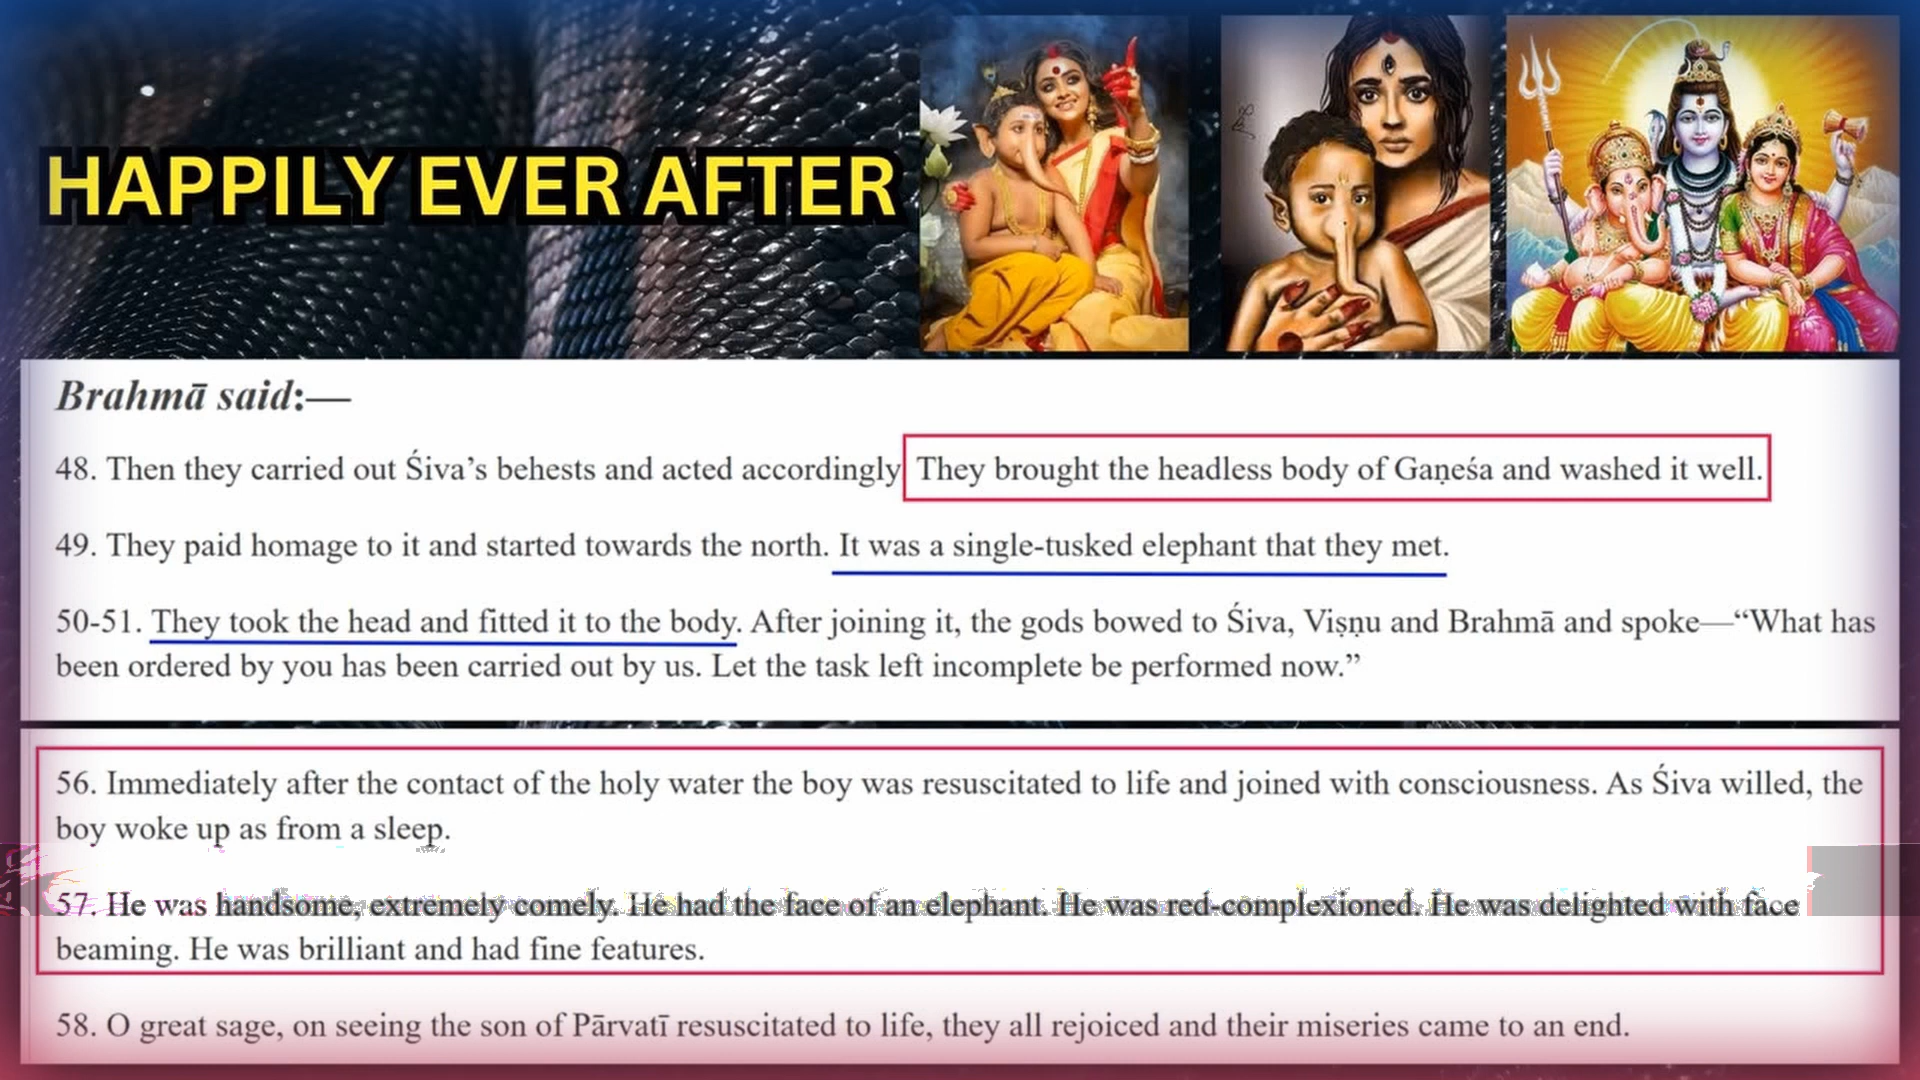 HAPPILY EVER AFTER
Brahmā said:—
48. Then they carried out Śiva’s behests and acted accordingly They brought the headless body of Gaṇeśa and washed it well.
49. They paid homage to it and started towards the north. It was a single-tusked elephant that they met.
50-51. They took the head and fitted it to the body. After joining it, the gods bowed to Śiva, Viṣṇu and Brahmā and spoke—“What has
been ordered by you has been carried out by us. Let the task left incomplete be performed now.”
56. Immediately after the contact of the holy water the boy was resuscitated to life and joined with consciousness. As Śiva willed, the
boy woke up as from a sleep.
57. He was handsome, extremely comely. He had the face of an elephant. He was red-complexioned. He was delighted with face
beaming. He was brilliant and had fine features.
58. O great sage, on seeing the son of Pārvatī resuscitated to life, they all rejoiced and their miseries came to an end.